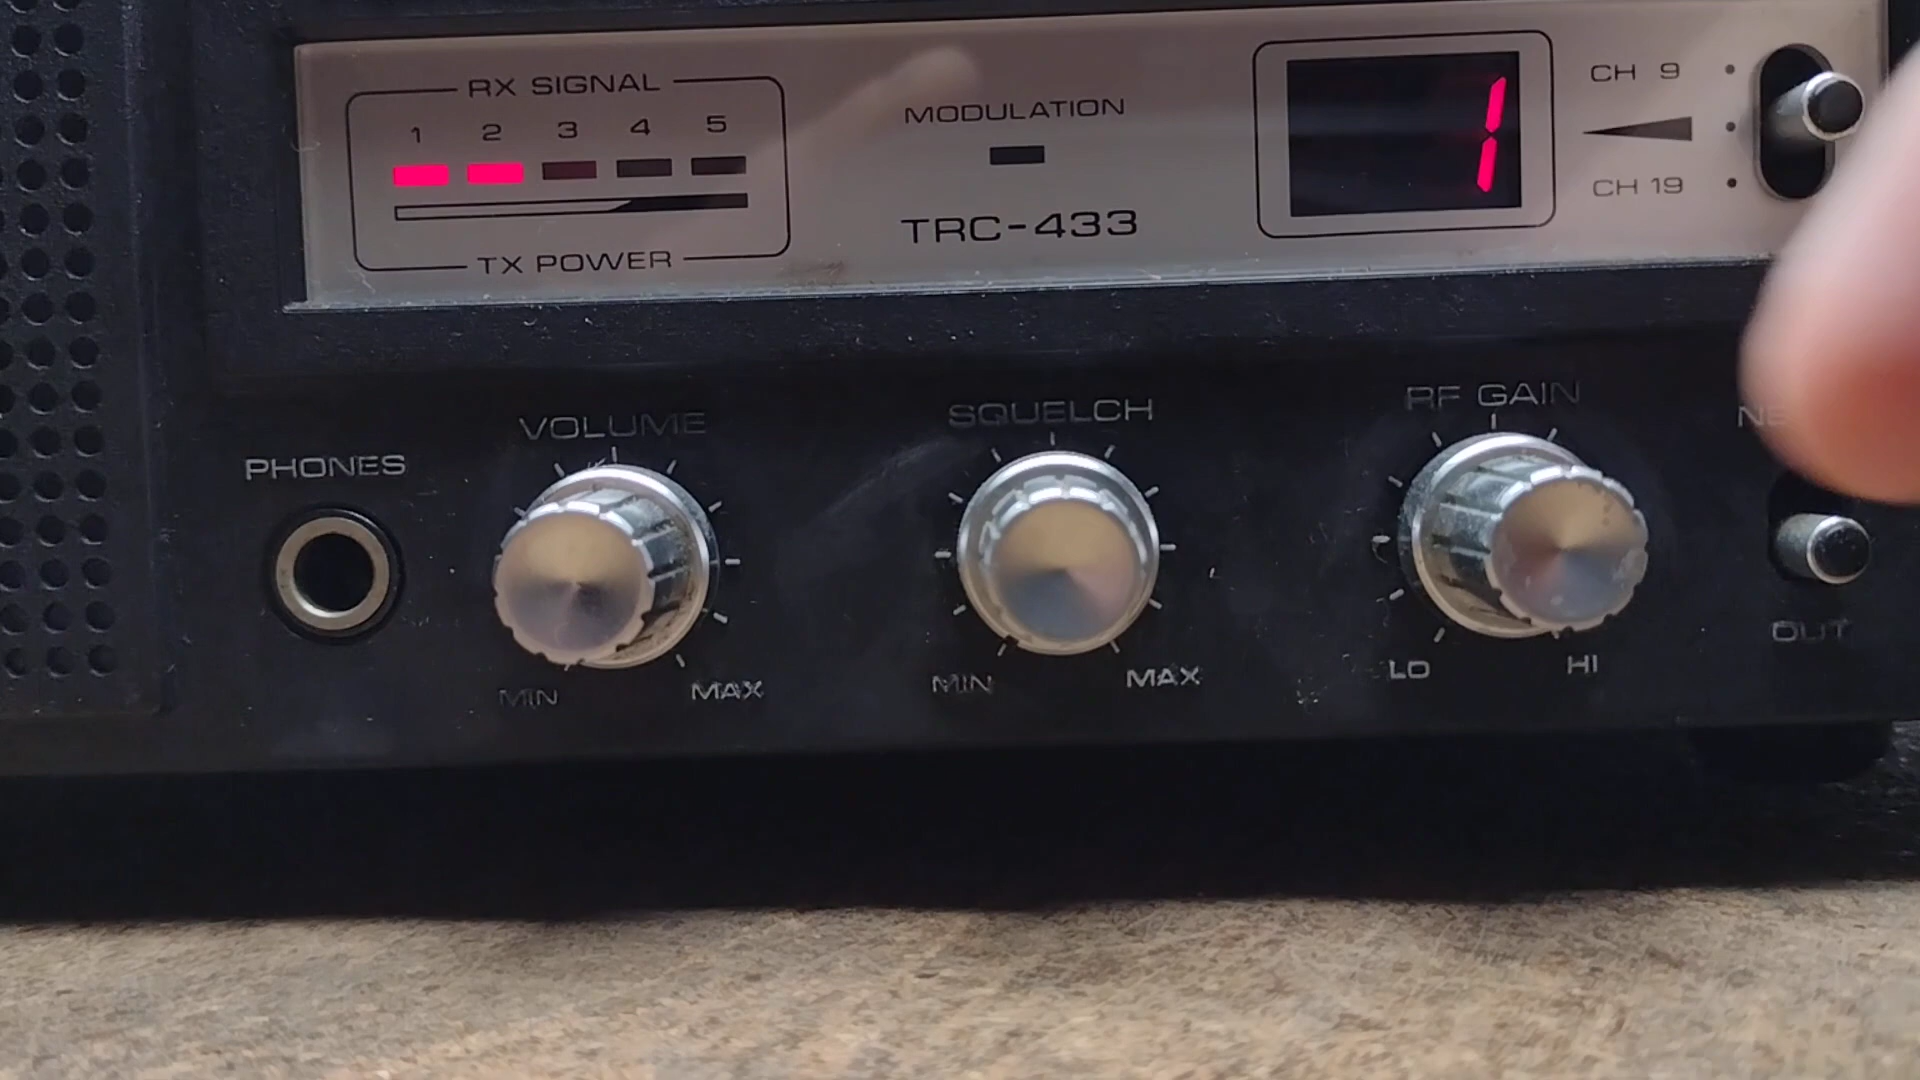 RX SIGNAL
1 2 3 4 5
TX POWER
MODULATION
TRC-433
1
CH 9
CH 19
PHONES
VOLUME
MIN MAX
SQUELCH
MIN MAX
RF GAIN
LO HI
OUT